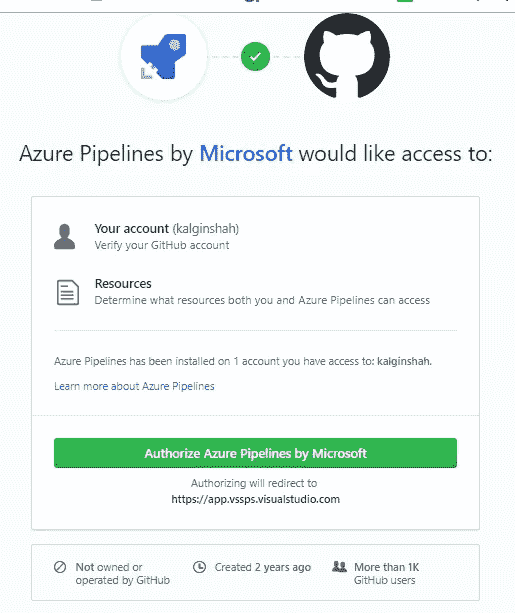 Azure Pipelines by Microsoft would like access to:
Your account (kalginshah)
Verify your GitHub account
Resources
Determine what resources both you and Azure Pipelines can access
Azure Pipelines has been installed on 1 account you have access to: kalginshah.
Learn more about Azure Pipelines
Authorize Azure Pipelines by Microsoft
Authorizing will redirect to
https://app.vssps.visualstudio.com
Not owned or
operated by GitHub
Created 2 years ago
More than 1K
GitHub users